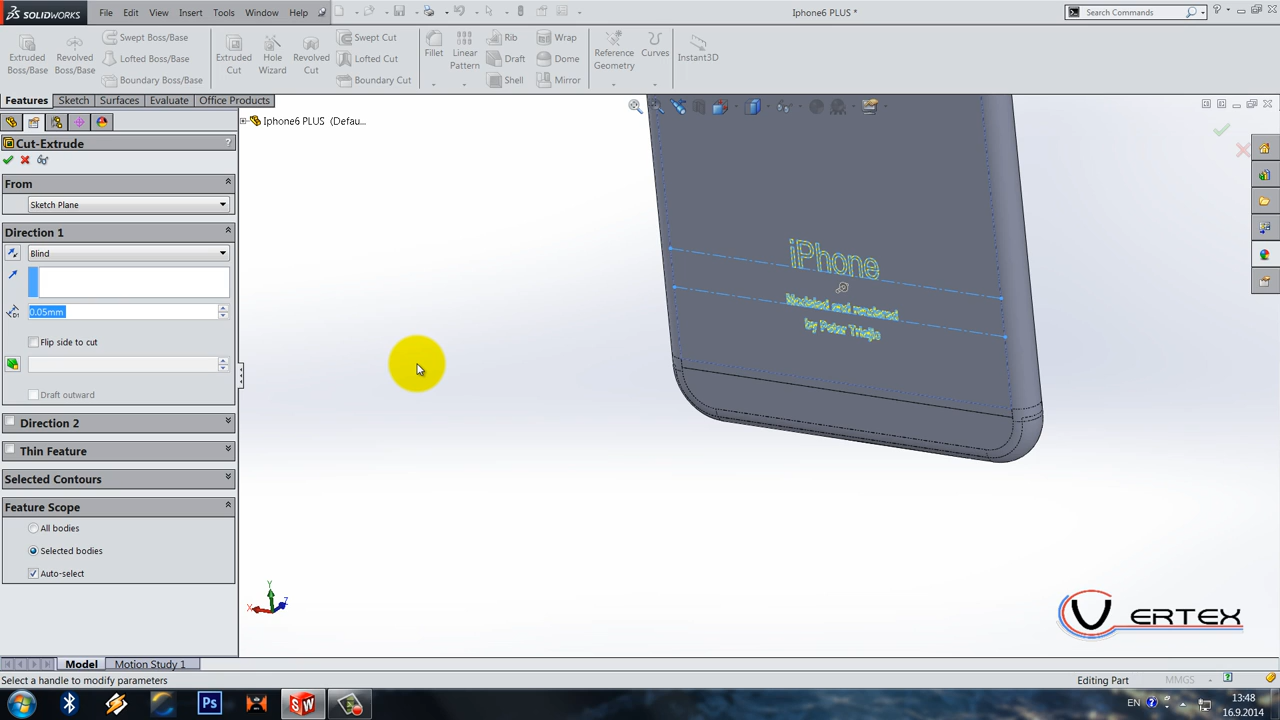 SOLIDWORKS File Edit View Insert Tools Window Help Iphone6 PLUS * Search Commands
Extruded Boss/Base
Revolved Boss/Base
Swept Boss/Base
Lofted Boss/Base
Boundary Boss/Base
Extruded Cut
Hole Wizard
Revolved Cut
Swept Cut
Lofted Cut
Boundary Cut
Fillet
Linear Pattern
Rib
Draft
Shell
Wrap
Dome
Mirror
Reference Geometry
Curves
Instant3D
Features Sketch Surfaces Evaluate Office Products
Iphone6 PLUS (Defau...
Cut-Extrude ?
From
Sketch Plane
Direction 1
Blind
0.05mm
Flip side to cut
Draft outward
Direction 2
Thin Feature
Selected Contours
Feature Scope
All bodies
Selected bodies
Auto-select
iPhone
Modeled and rendered
by Peter Trizuljo
Y
X
Z
VERTEX
Model Motion Study 1
Select a handle to modify parameters Editing Part MMGS
Ps SW EN 13:48
16.9.2014